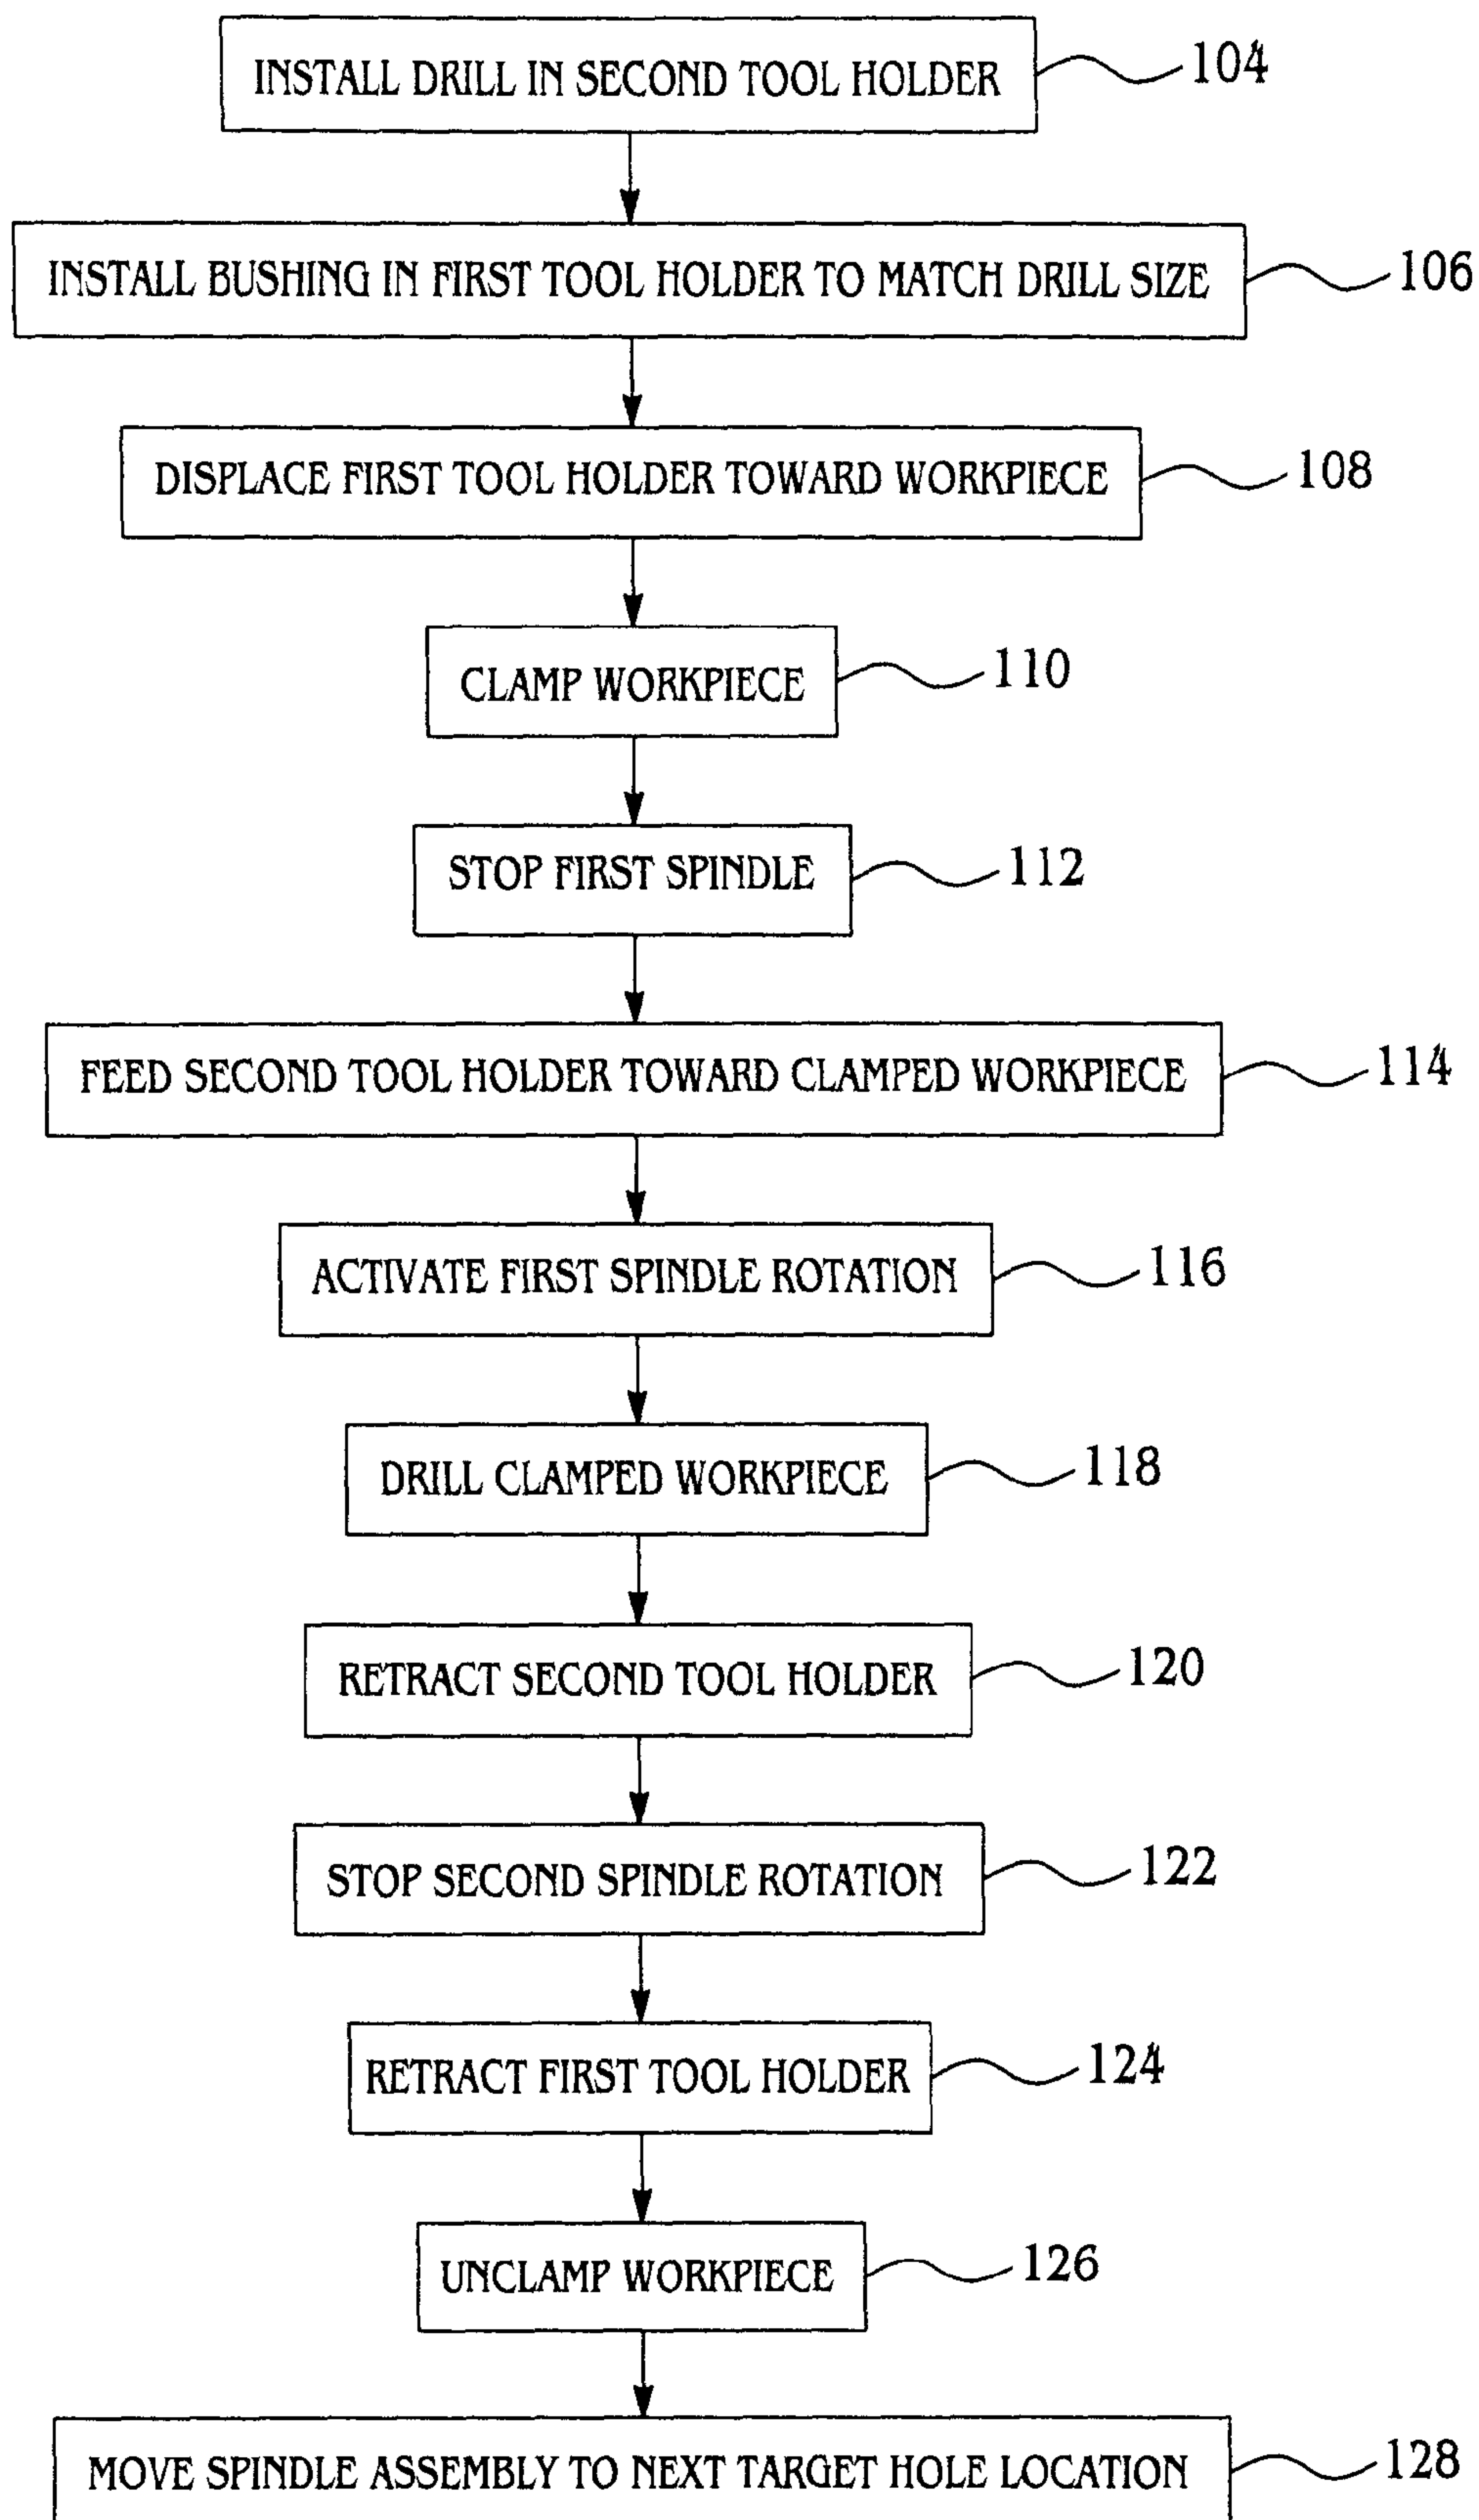 INSTALL DRILL IN SECOND TOOL HOLDER 104
INSTALL BUSHING IN FIRST TOOL HOLDER TO MATCH DRILL SIZE 106
DISPLACE FIRST TOOL HOLDER TOWARD WORKPIECE 108
CLAMP WORKPIECE 110
STOP FIRST SPINDLE 112
FEED SECOND TOOL HOLDER TOWARD CLAMPED WORKPIECE 114
ACTIVATE FIRST SPINDLE ROTATION 116
DRILL CLAMPED WORKPIECE 118
RETRACT SECOND TOOL HOLDER 120
STOP SECOND SPINDLE ROTATION 122
RETRACT FIRST TOOL HOLDER 124
UNCLAMP WORKPIECE 126
MOVE SPINDLE ASSEMBLY TO NEXT TARGET HOLE LOCATION 128